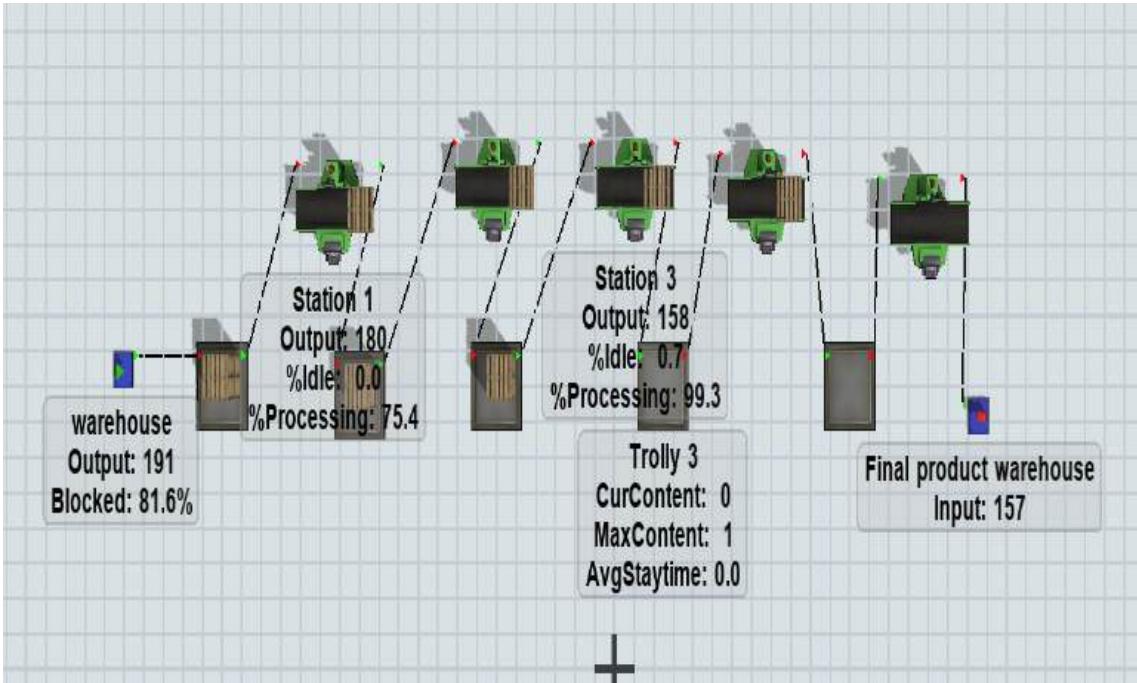 Station 1
Output: 180
%Idle: 0.0
%Processing: 75.4
Station 3
Output: 158
%Idle: 0.7
%Processing: 99.3
warehouse
Output: 191
Blocked: 81.6%
Trolly 3
CurContent: 0
MaxContent: 1
AvgStaytime: 0.0
Final product warehouse
Input: 157